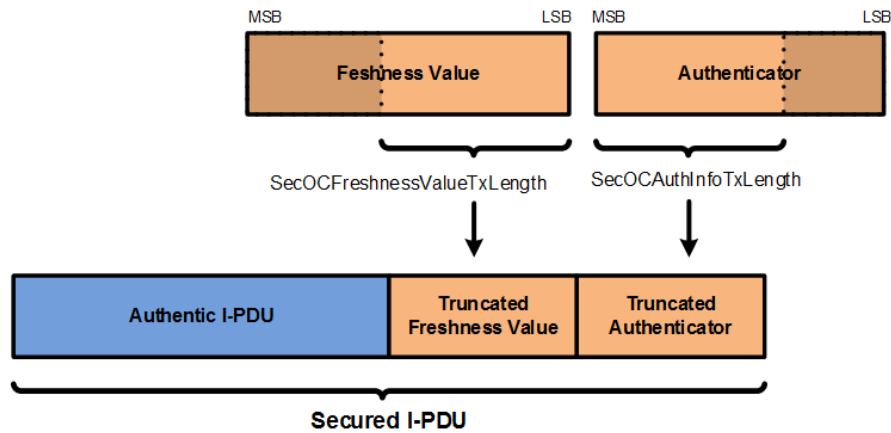 MSB LSB MSB LSB
Feshness Value Authenticator
SecOCFreshnessValueTxLength SecOCAuthInfoTxLength
Authentic I-PDU
Truncated
Freshness Value
Truncated
Authenticator
Secured I-PDU